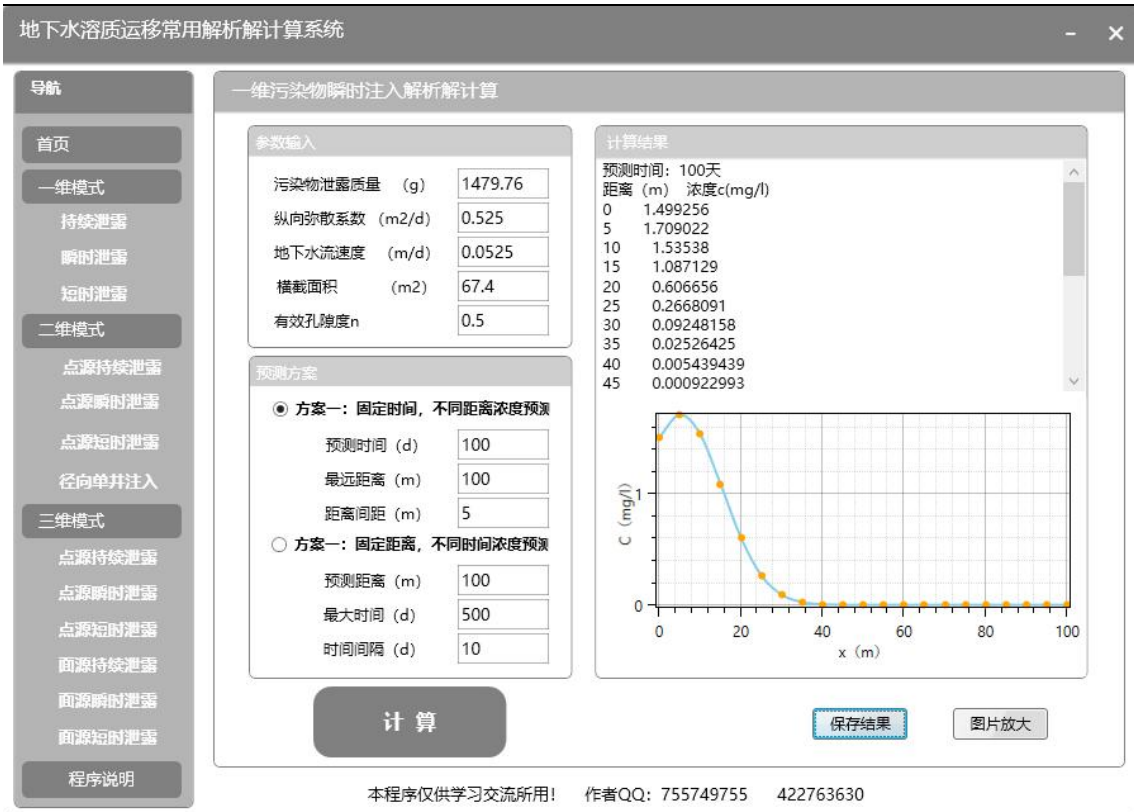 地下水溶质运移常用解析解计算系统
导航
首页
一维模式
持续泄露
瞬时泄露
短时泄露
二维模式
点源持续泄露
点源瞬时泄露
点源短时泄露
径向单井注入
三维模式
点源持续泄露
点源瞬时泄露
点源短时泄露
面源持续泄露
面源瞬时泄露
面源短时泄露
程序说明
一维污染物瞬时注入解析解计算
参数输入
污染物泄露质量 (g) 1479.76
纵向弥散系数 (m2/d) 0.525
地下水流速度 (m/d) 0.0525
横截面积 (m2) 67.4
有效孔隙度n 0.5
预测方案
方案一：固定时间，不同距离浓度预测
预测时间 (d) 100
最远距离 (m) 100
距离间距 (m) 5
方案一：固定距离，不同时间浓度预测
预测距离 (m) 100
最大时间 (d) 500
时间间隔 (d) 10
计算
计算结果
预测时间：100天
距离 (m) 浓度c(mg/l)
0 1.499256
5 1.709022
10 1.53538
15 1.087129
20 0.606656
25 0.2668091
30 0.09248158
35 0.02526425
40 0.005439439
45 0.000922993
C (mg/l)
1
0
0 20 40 60 80 100
x (m)
保存结果
图片放大
本程序仅供学习交流所用！ 作者QQ：755749755 422763630